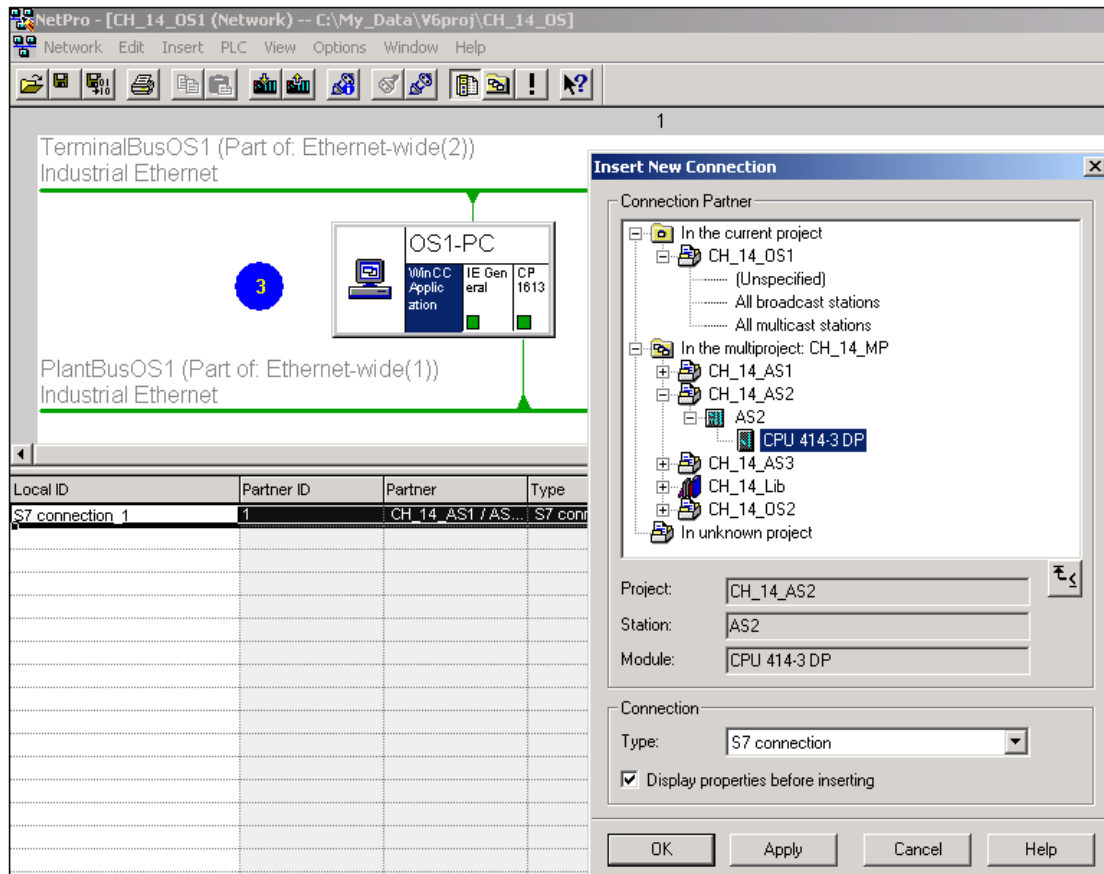 NetPro - [CH_14_OS1 (Network) -- C:\My_Data\V6proj\CH_14_OS]
Network Edit Insert PLC View Options Window Help
1
TerminalBusOS1 (Part of: Ethernet-wide(2))
Industrial Ethernet
OS1-PC
WinCC
Applic
ation
IE Gen
eral
CP
1613
3
PlantBusOS1 (Part of: Ethernet-wide(1))
Industrial Ethernet
Local ID Partner ID Partner Type
S7 connection_1 1 CH_14_AS1 / AS... S7 conn
Insert New Connection
Connection Partner
In the current project
CH_14_OS1
(Unspecified)
All broadcast stations
All multicast stations
In the multiproject: CH_14_MP
CH_14_AS1
CH_14_AS2
AS2
CPU 414-3 DP
CH_14_AS3
CH_14_Lib
CH_14_OS2
In unknown project
Project: CH_14_AS2
Station: AS2
Module: CPU 414-3 DP
Connection
Type: S7 connection
Display properties before inserting
OK Apply Cancel Help